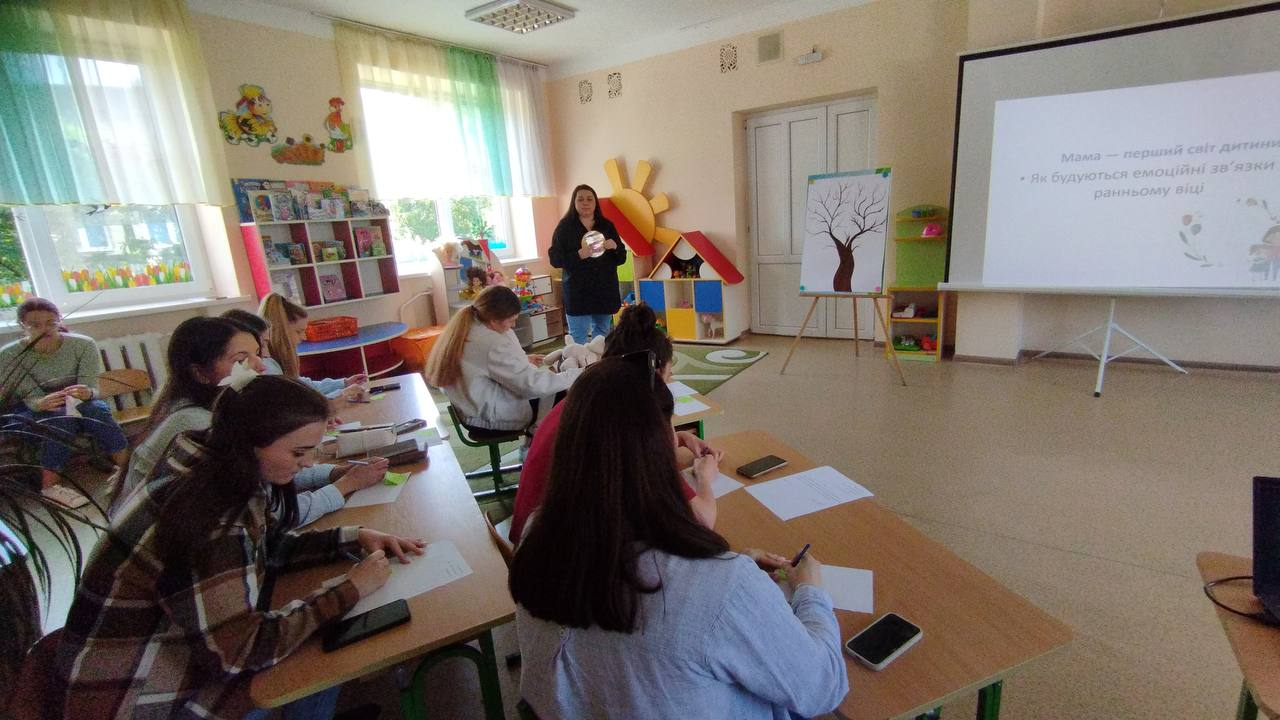 Мама — перший світ дитини
• Як будуються емоційні зв’язки
ранньому віці